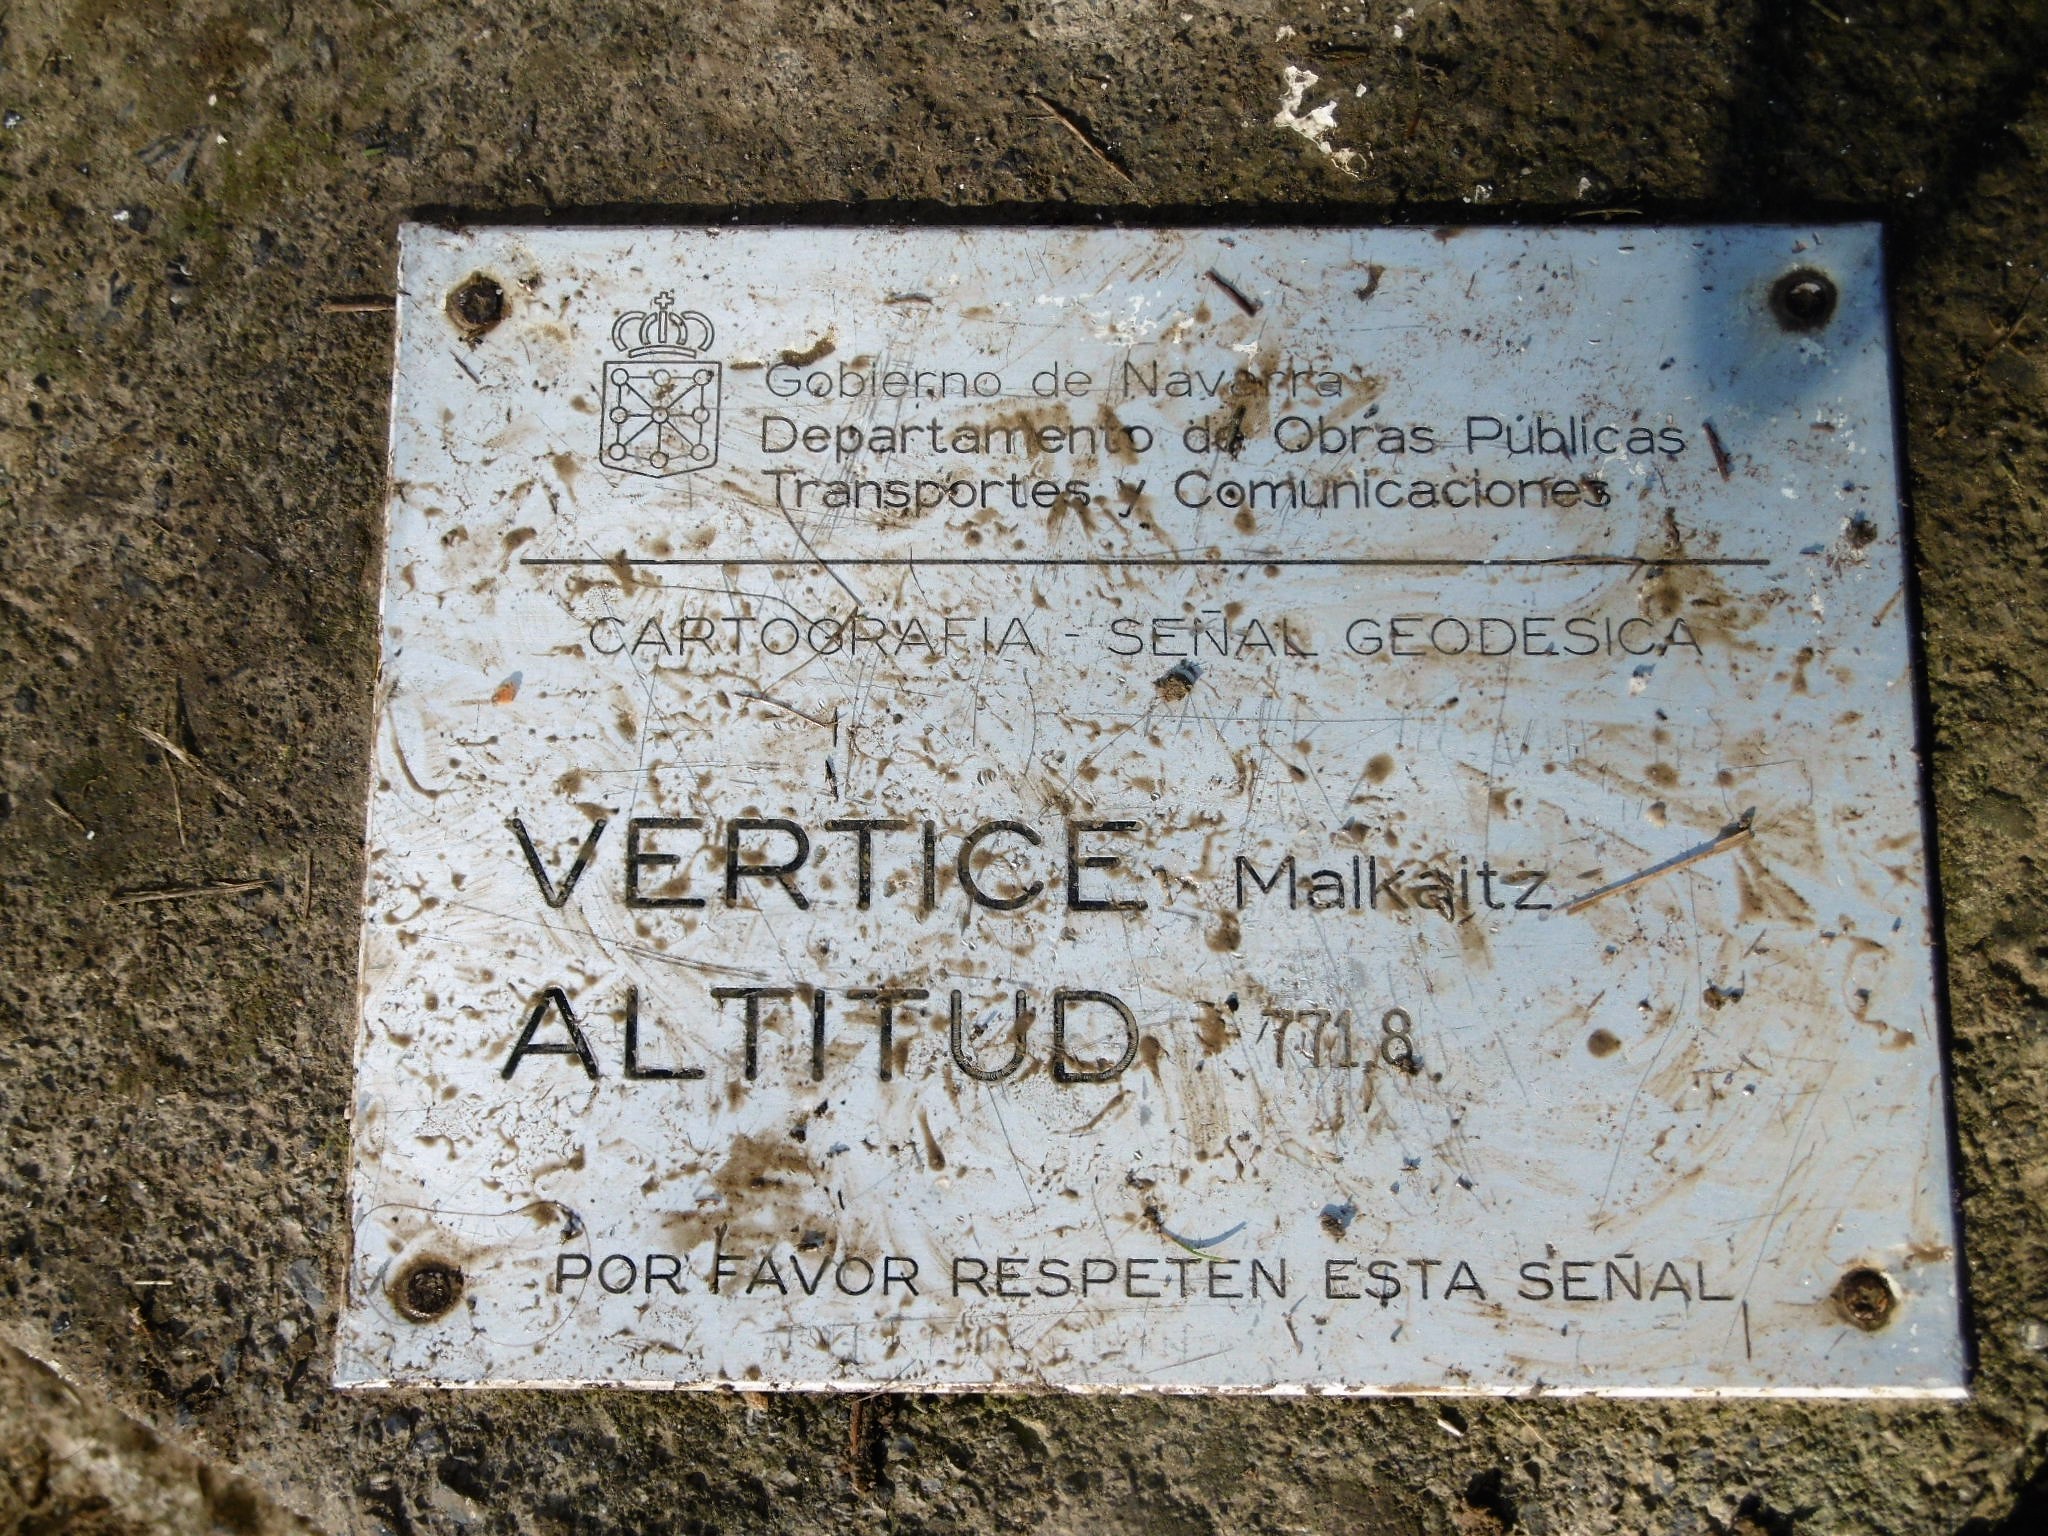 Gobierno de Navarra
Departamento de Obras Públicas
Transportes y Comunicaciones
CARTOGRAFIA - SEÑAL GEODESICA
VERTICE Malkaitz
ALTITUD 771.8
POR FAVOR RESPETEN ESTA SEÑAL